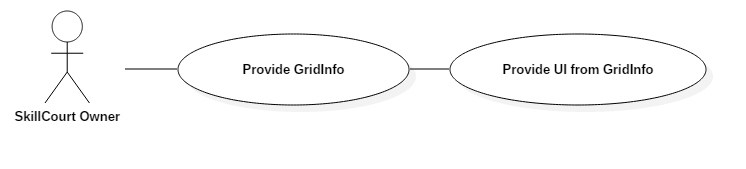 Provide GridInfo
Provide UI from GridInfo
SkillCourt Owner